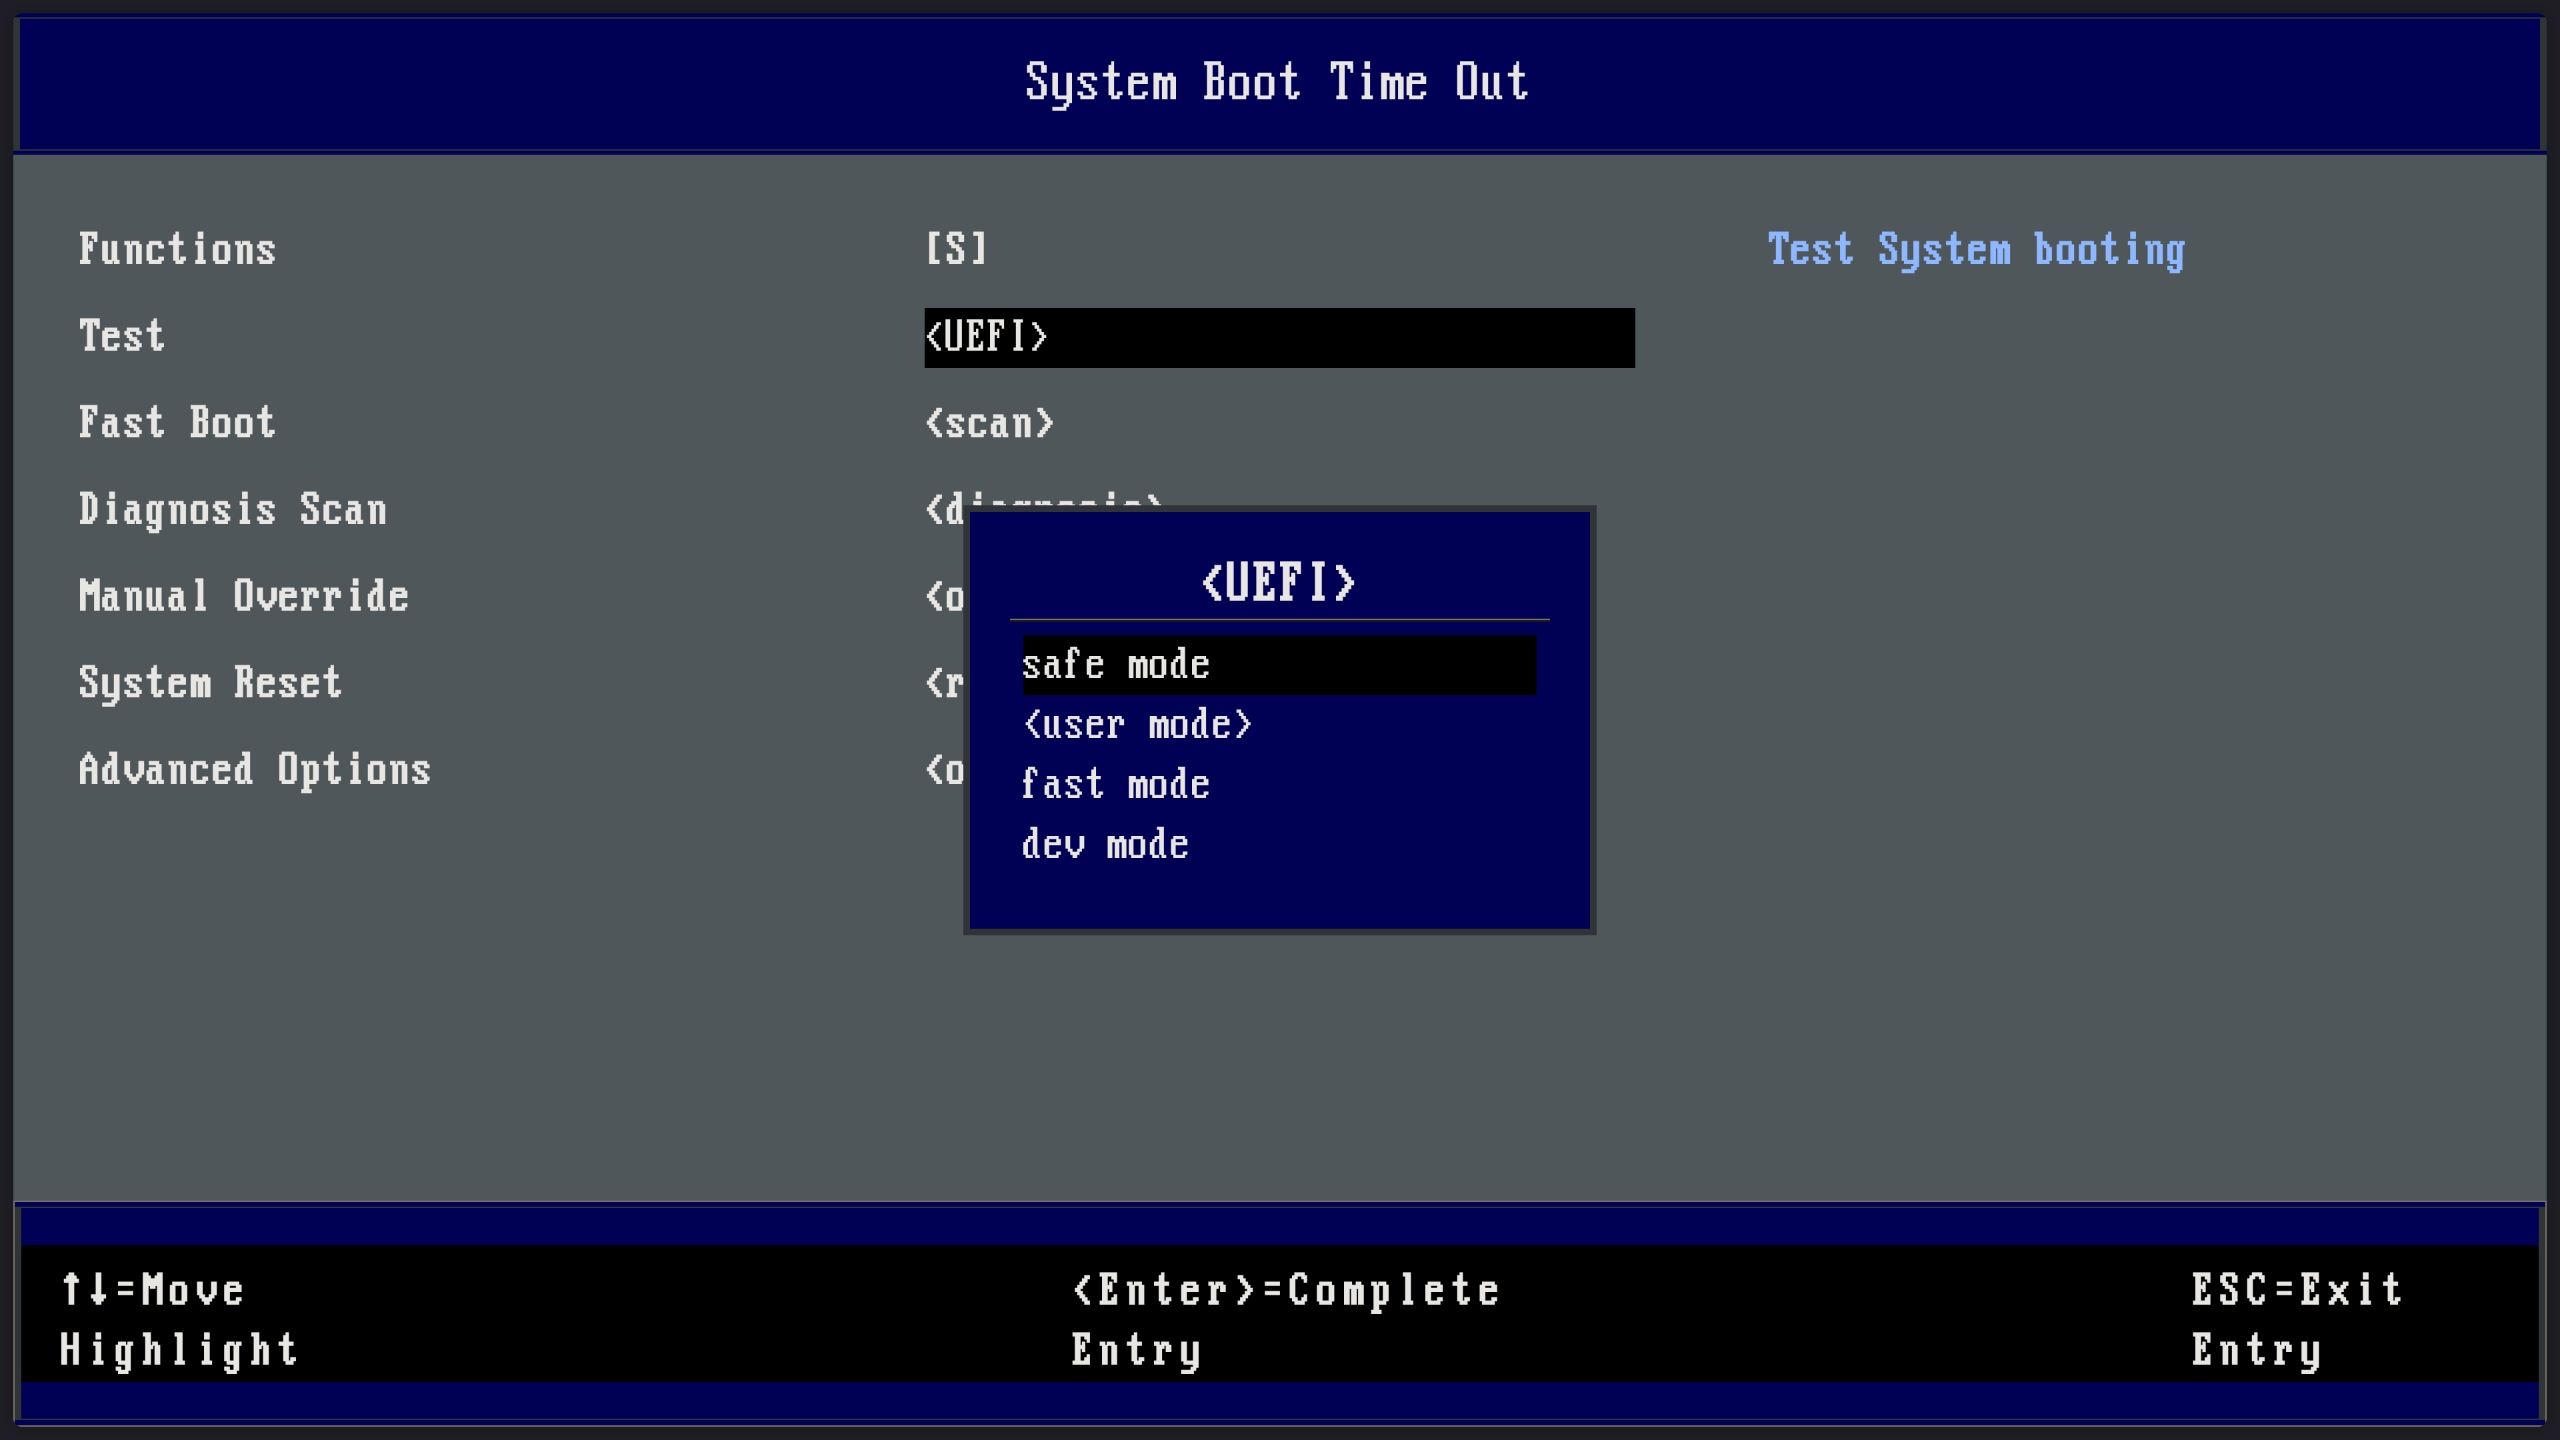 System Boot Time Out
Functions [S] Test System booting
Test <UEFI>
Fast Boot <scan>
Diagnosis Scan
Manual Override
System Reset
Advanced Options
<UEFI>
safe mode
<user mode>
fast mode
dev mode
↑↓=Move Highlight
<Enter>=Complete Entry
ESC=Exit Entry